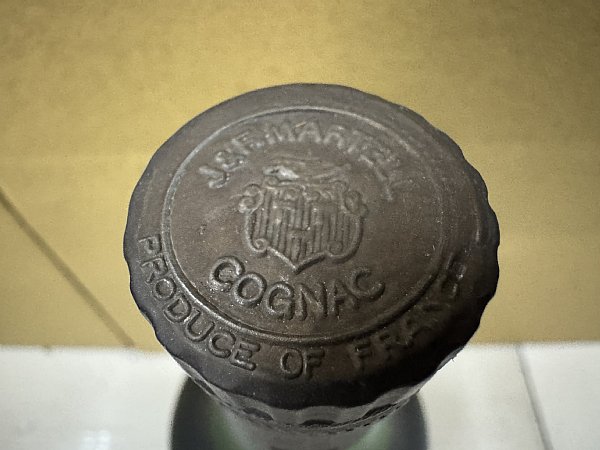 J&F. MARTELL
COGNAC
PRODUCE OF FRANCE